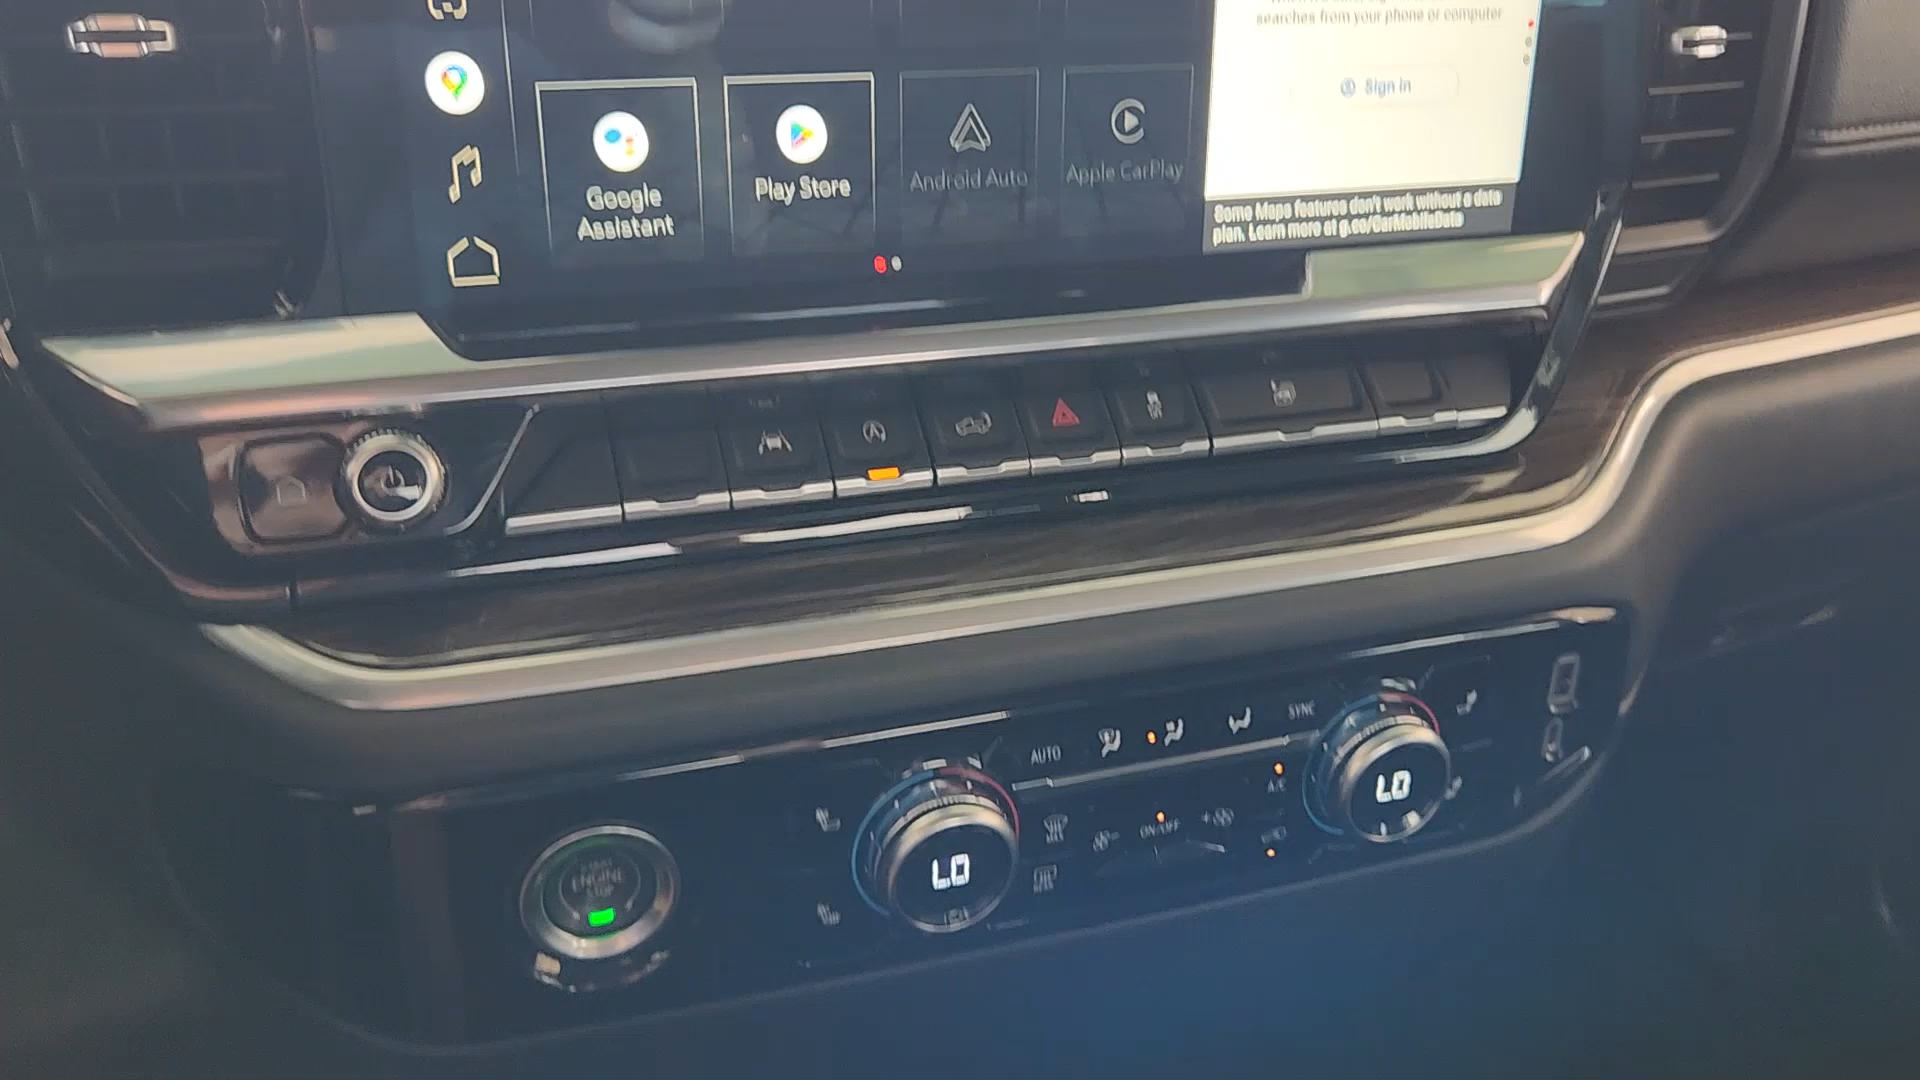 searches from your phone or computer
Sign in
Google
Assistant
Play Store
Android Auto
Apple CarPlay
Some Maps features don't work without a data
plan. Learn more at g.co/CarMobileData
AUTO
SYNC
A/C
ON/OFF
LO
LO
ENGINE
STOP